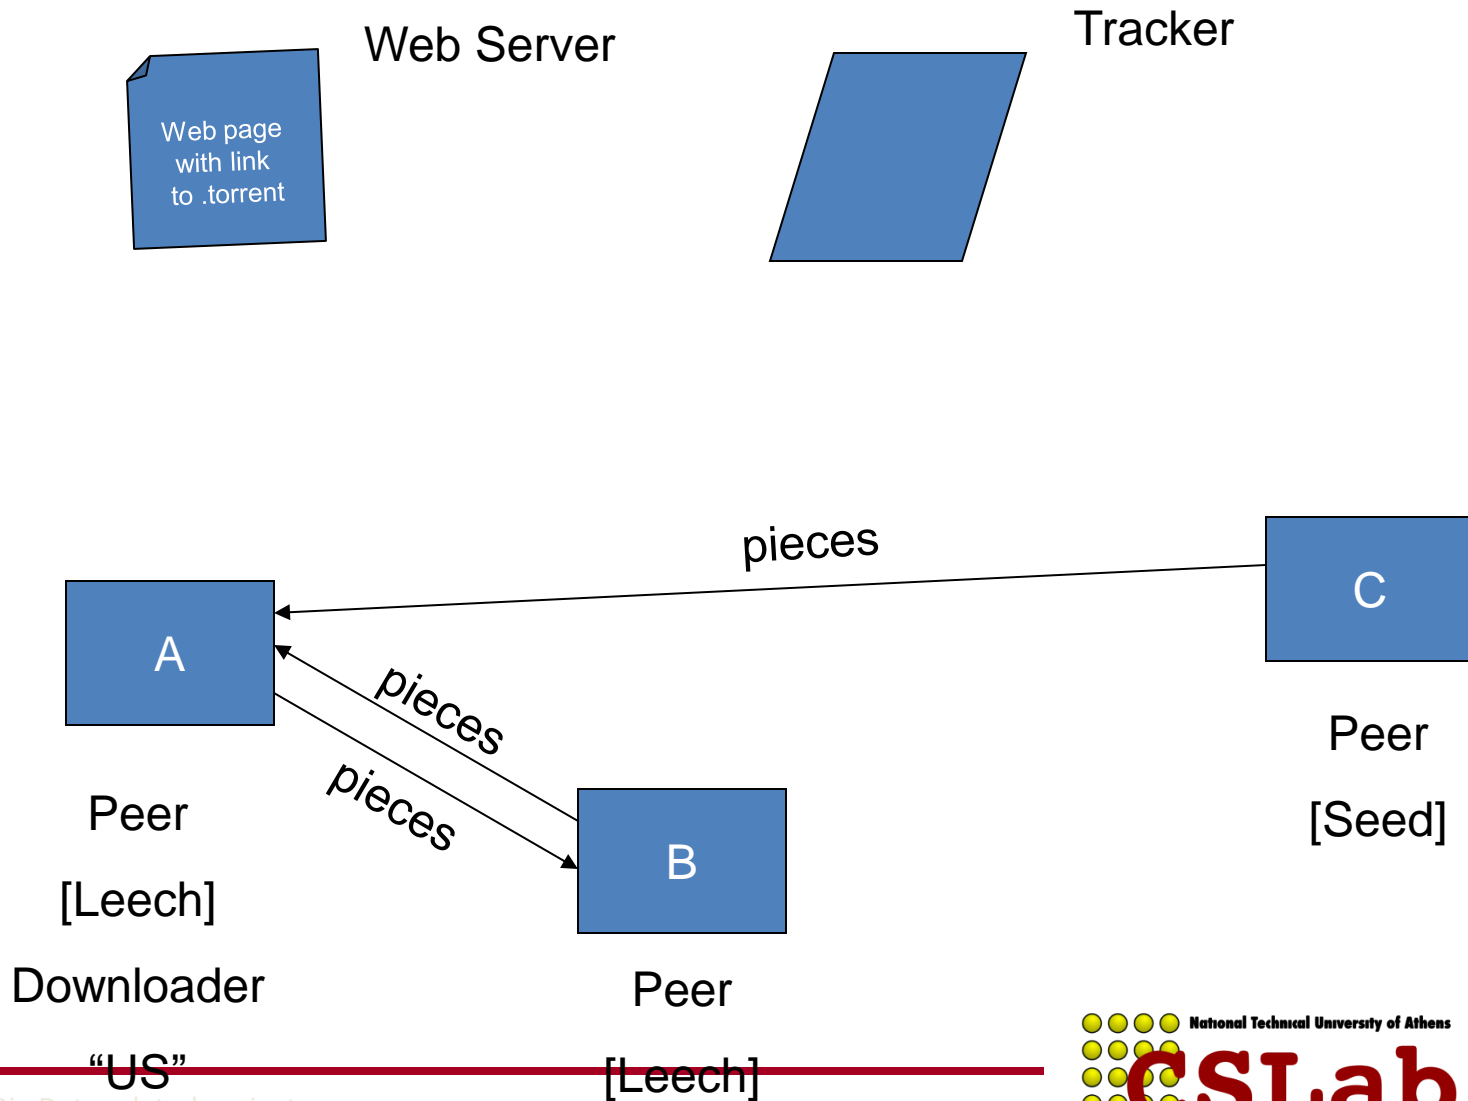 Web Server
Tracker
Web page
with link
to .torrent
pieces
C
A
pieces
pieces
Peer
[Seed]
B
Peer
[Leech]
Downloader
“US”
Peer
[Leech]
National Technical University of Athens
CSLab